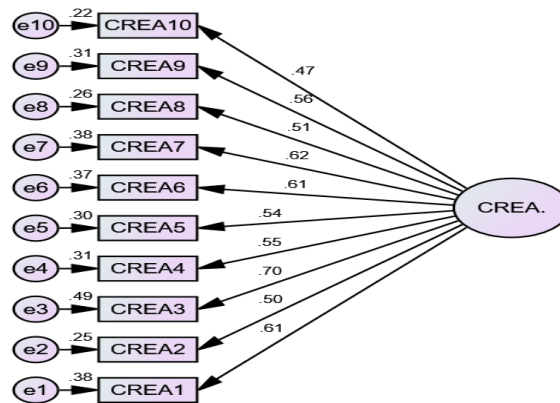 e10 .22 CREA10
.47
e9 .31 CREA9
.56
e8 .26 CREA8
.51
e7 .38 CREA7
.62
e6 .37 CREA6
.61
CREA.
e5 .30 CREA5
.54
e4 .31 CREA4
.55
e3 .49 CREA3
.70
e2 .25 CREA2
.50
e1 .38 CREA1
.61